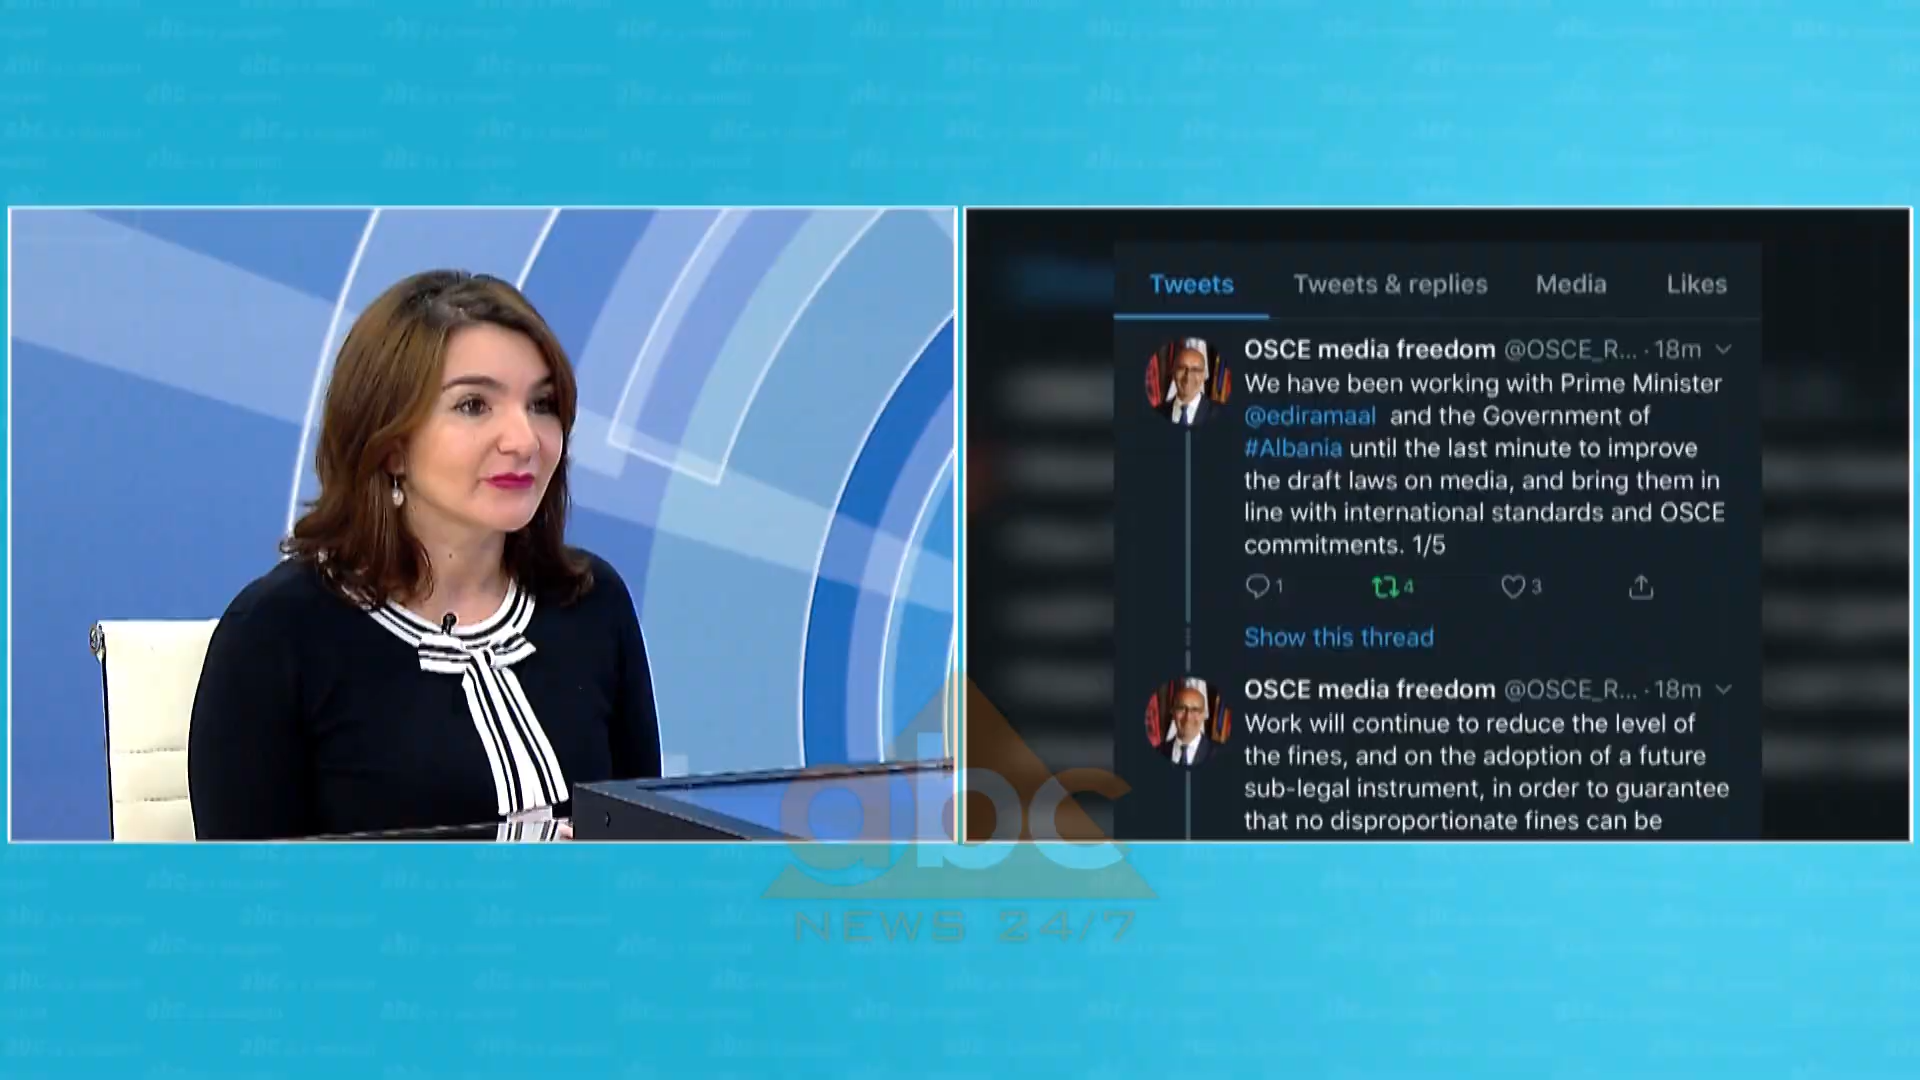 Tweets Tweets & replies Media Likes
OSCE media freedom @OSCE_R... · 18m
We have been working with Prime Minister
@ediramaal and the Government of
#Albania until the last minute to improve
the draft laws on media, and bring them in
line with international standards and OSCE
commitments. 1/5
1 4 3
Show this thread
OSCE media freedom @OSCE_R... · 18m
Work will continue to reduce the level of
the fines, and on the adoption of a future
sub-legal instrument, in order to guarantee
that no disproportionate fines can be
abc
NEWS 24/7